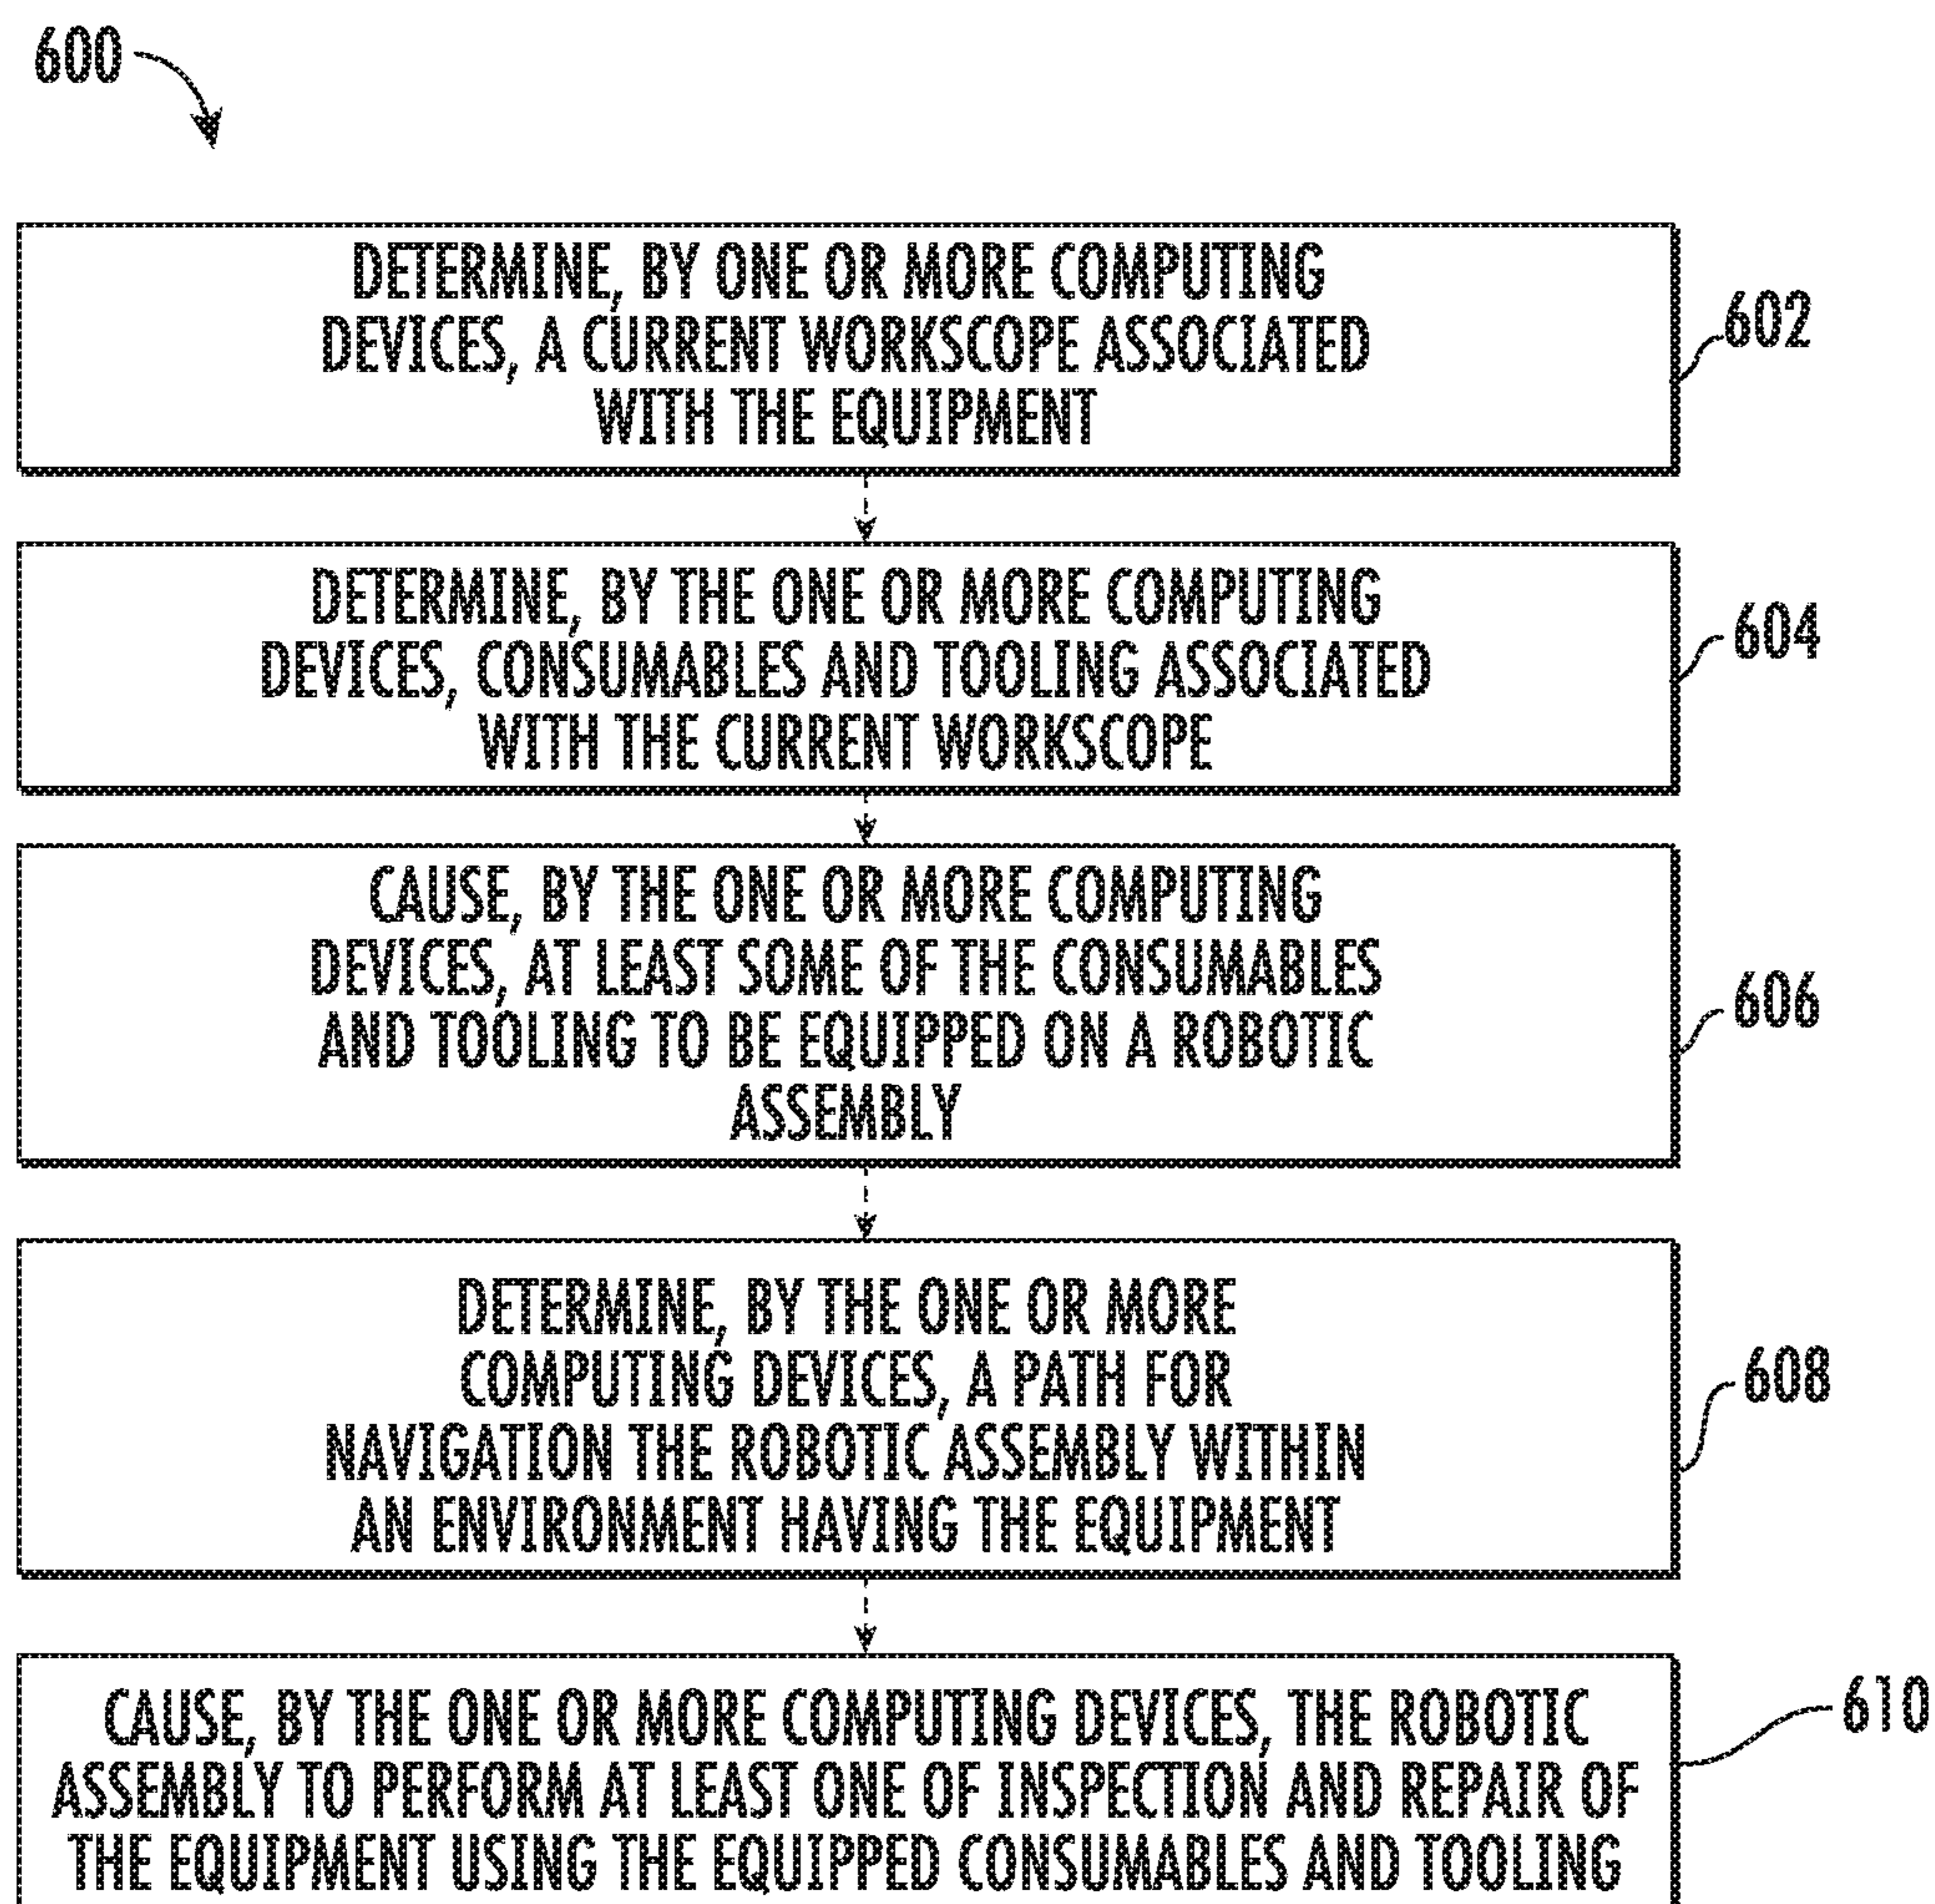 600
DETERMINE, BY ONE OR MORE COMPUTING
DEVICES, A CURRENT WORKSCOPE ASSOCIATED
WITH THE EQUIPMENT
602
DETERMINE, BY THE ONE OR MORE COMPUTING
DEVICES, CONSUMABLES AND TOOLING ASSOCIATED
WITH THE CURRENT WORKSCOPE
604
CAUSE, BY THE ONE OR MORE COMPUTING
DEVICES, AT LEAST SOME OF THE CONSUMABLES
AND TOOLING TO BE EQUIPPED ON A ROBOTIC
ASSEMBLY
606
DETERMINE, BY THE ONE OR MORE
COMPUTING DEVICES, A PATH FOR
NAVIGATION THE ROBOTIC ASSEMBLY WITHIN
AN ENVIRONMENT HAVING THE EQUIPMENT
608
CAUSE, BY THE ONE OR MORE COMPUTING DEVICES, THE ROBOTIC
ASSEMBLY TO PERFORM AT LEAST ONE OF INSPECTION AND REPAIR OF
THE EQUIPMENT USING THE EQUIPPED CONSUMABLES AND TOOLING
610